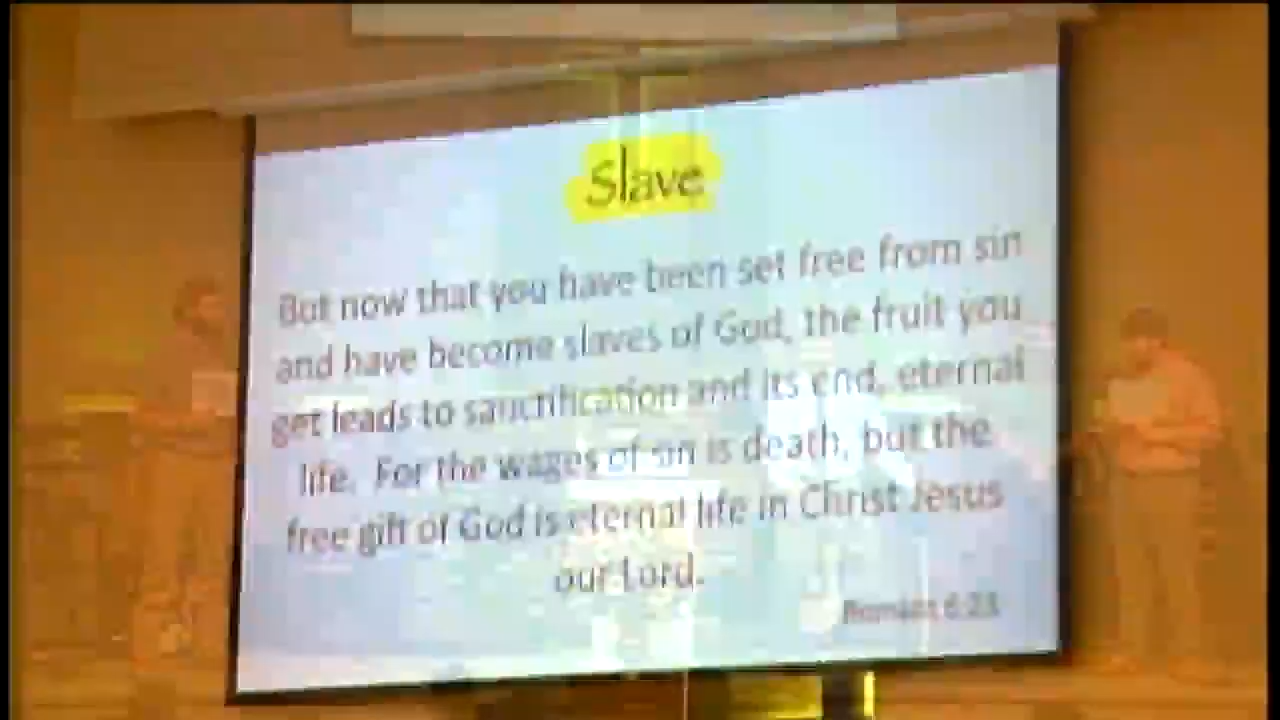 Slave
But now that you have been set free from sin
and have become slaves of God, the fruit you
get leads to sanctification and its end, eternal
life. For the wages of sin is death, but the
free gift of God is eternal life in Christ Jesus
our Lord.
Romans 6:23